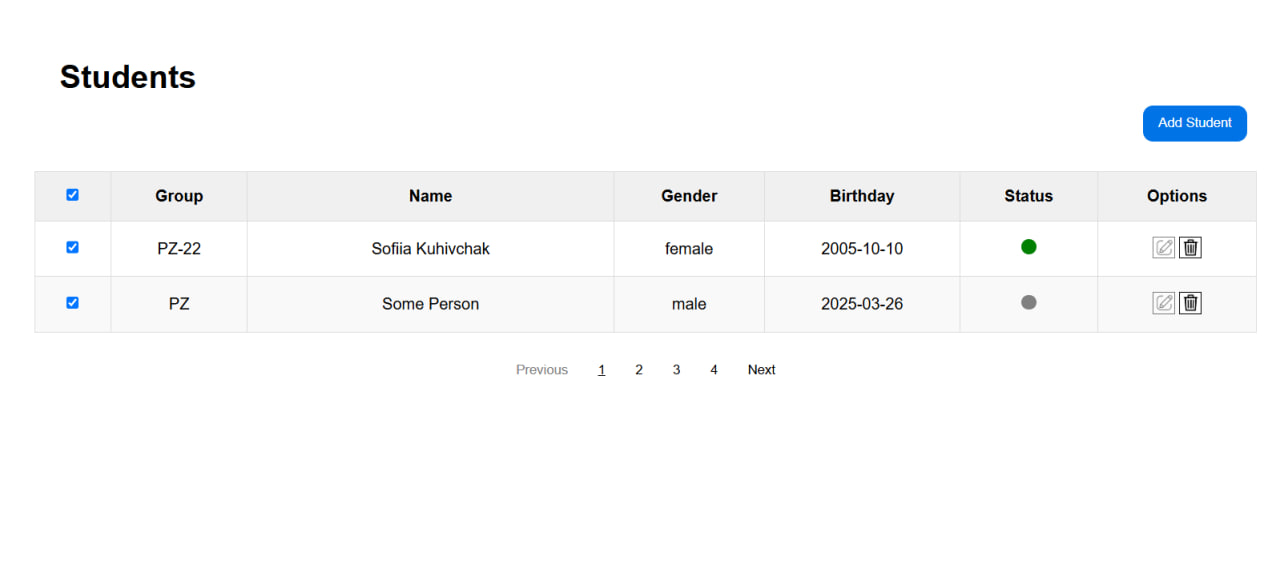 Students
Add Student
Group Name Gender Birthday Status Options
PZ-22 Sofiia Kuhivchak female 2005-10-10
PZ Some Person male 2025-03-26
Previous 1 2 3 4 Next